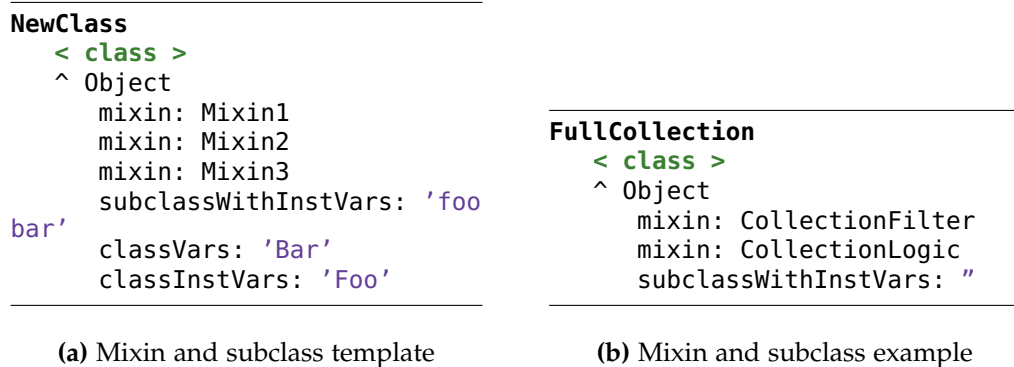 NewClass
< class >
^ Object
mixin: Mixin1
mixin: Mixin2
mixin: Mixin3
subclassWithInstVars: ’foo
bar’
classVars: ’Bar’
classInstVars: ’Foo’
(a) Mixin and subclass template
FullCollection
< class >
^ Object
mixin: CollectionFilter
mixin: CollectionLogic
subclassWithInstVars: ”
(b) Mixin and subclass example